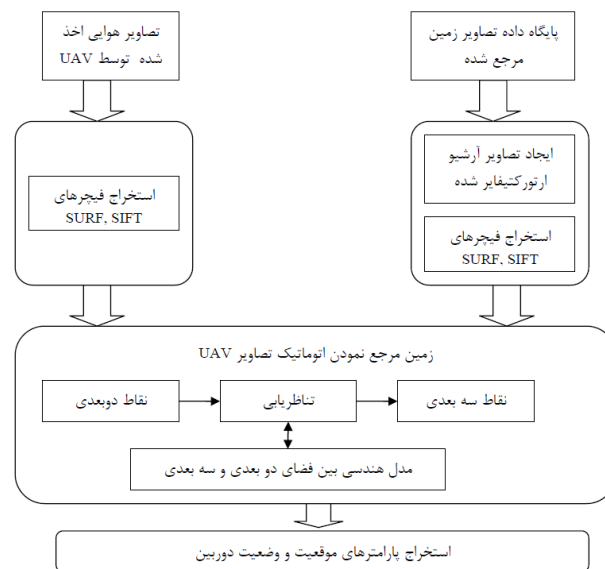 پایگاه داده تصاویر زمین
مرجع شده
تصاویر هوایی اخذ
شده توسط UAV
ایجاد تصاویر آرشیو
ارتورکتیفایر شده
استخراج فیچرهای
SURF, SIFT
استخراج فیچرهای
SURF, SIFT
زمین مرجع نمودن اتوماتیک تصاویر UAV
نقاط دوبعدی
تناظریابی
نقاط سه بعدی
مدل هندسی بین فضای دو بعدی و سه بعدی
استخراج پارامترهای موقعیت و وضعیت دوربین